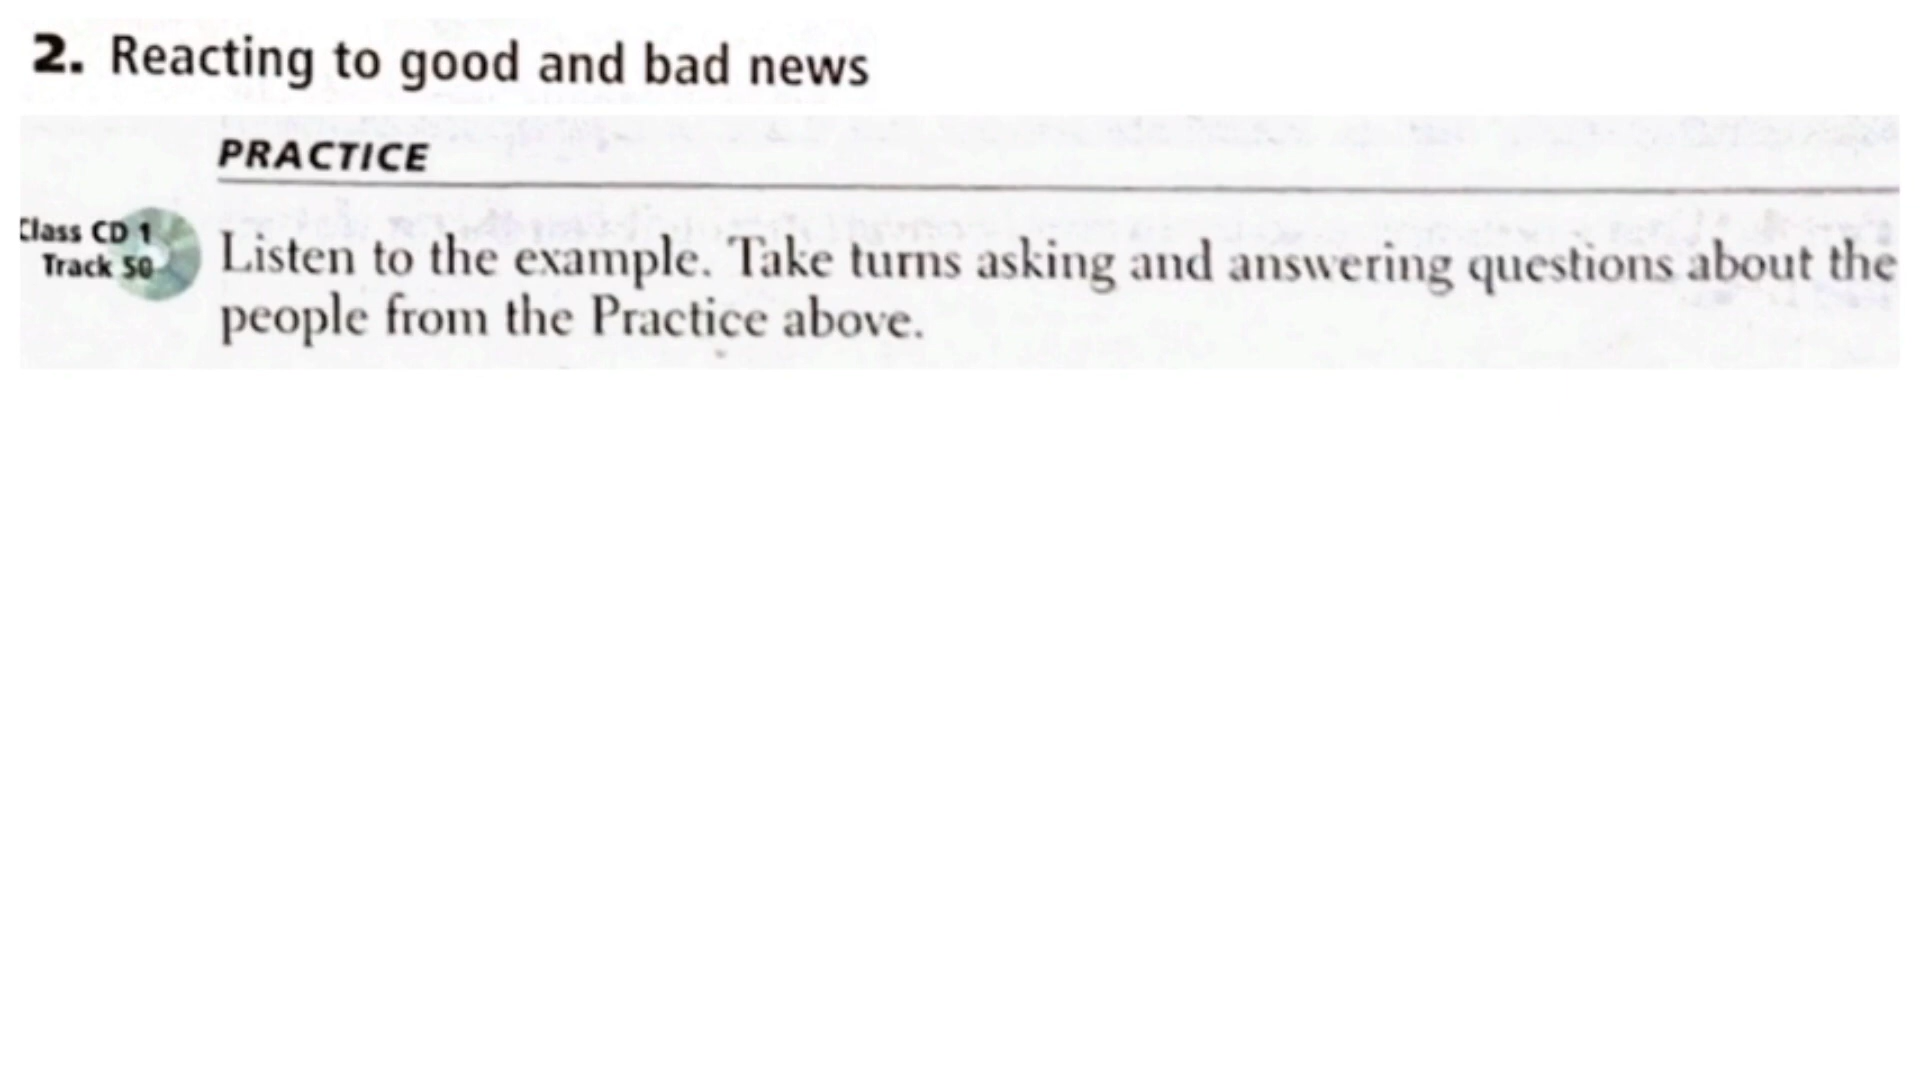 2. Reacting to good and bad news
PRACTICE
Class CD 1
Track 50
Listen to the example. Take turns asking and answering questions about the
people from the Practice above.